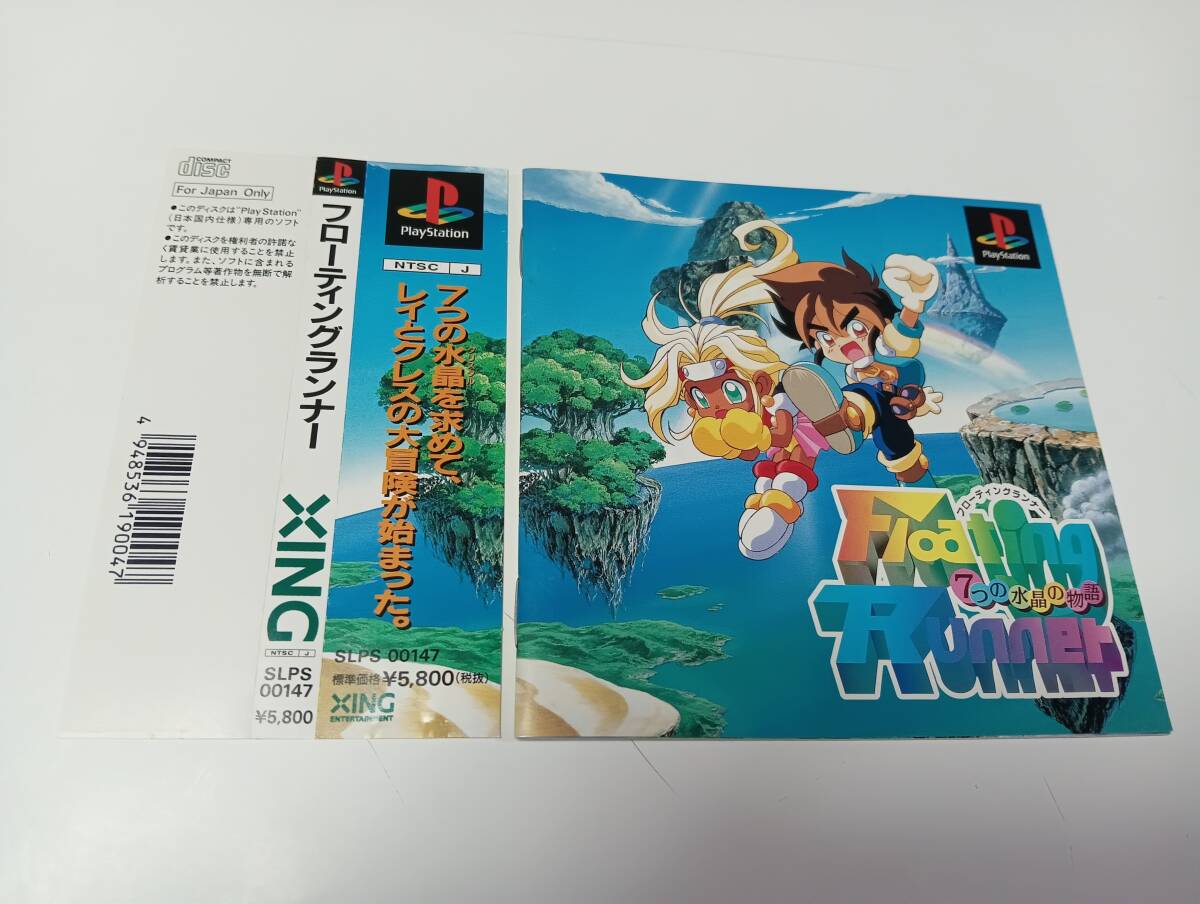 COMPACT
disc
For Japan Only
●このディスクは"PlayStation"
(日本国内仕様)専用のソフト
です。
●このディスクを権利者の許諾な
く賃貸業に使用することを禁止
します。また、ソフトに含まれる
プログラム等著作物を無断で解
析することを禁止します。
4948536190047
PlayStation
フローティングランナー
XING
NTSC J
SLPS
00147
¥5,800
PlayStation
NTSC J
7つの水晶を求めて、
クリスタル
レイとクレスの大冒険が始まった。
SLPS 00147
標準価格¥5,800(税抜)
XING
ENTERTAINMENT
PlayStation
フローティングランナー
Floating
7つの水晶の物語
Runner